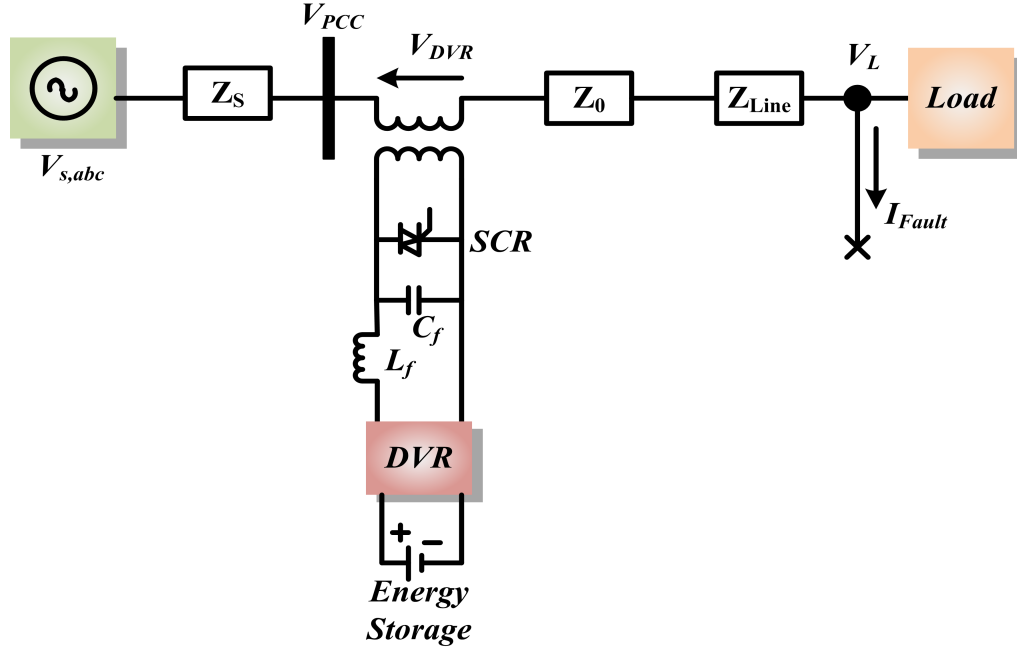 V_PCC
V_DVR
V_L
Z_S
Z_0
Z_Line
Load
V_s,abc
I_Fault
SCR
C_f
L_f
DVR
+
−
Energy
Storage